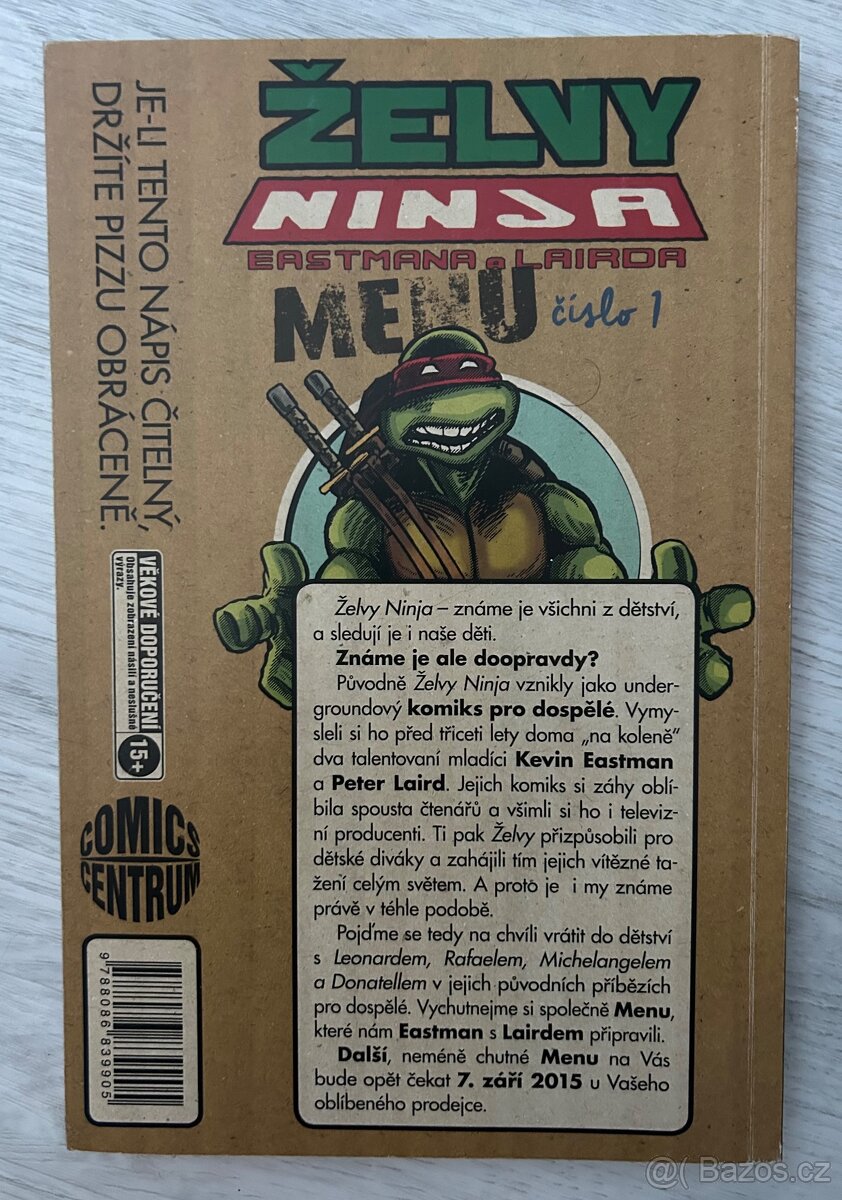 ŽELVY
NINJA
EASTMANA a LAIRDA
MENU číslo 1
JE-LI TENTO NÁPIS ČITELNÝ,
DRŽÍTE PIZZU OBRÁCENĚ.
VĚKOVÉ DOPORUČENÍ
Obsahuje zobrazení násilí a neslušné
výrazy.
15+
COMICS
CENTRUM
9788086839905
Želvy Ninja – známe je všichni z dětství,
a sledují je i naše děti.
Známe je ale doopravdy?
Původně Želvy Ninja vznikly jako under-
groundový komiks pro dospělé. Vymy-
sleli si ho před třiceti lety doma „na koleně“
dva talentovaní mladíci Kevin Eastman
a Peter Laird. Jejich komiks si záhy oblí-
bila spousta čtenářů a všimli si ho i televiz-
ní producenti. Ti pak Želvy přizpůsobili pro
dětské diváky a zahájili tím jejich vítězné ta-
žení celým světem. A proto je i my známe
právě v téhle podobě.
Pojďme se tedy na chvíli vrátit do dětství
s Leonardem, Rafaelem, Michelangelem
a Donatellem v jejich původních příbězích
pro dospělé. Vychutnejme si společně Menu,
které nám Eastman s Lairdem připravili.
Další, neméně chutné Menu na Vás
bude opět čekat 7. září 2015 u Vašeho
oblíbeného prodejce.
@( Bazos.cz